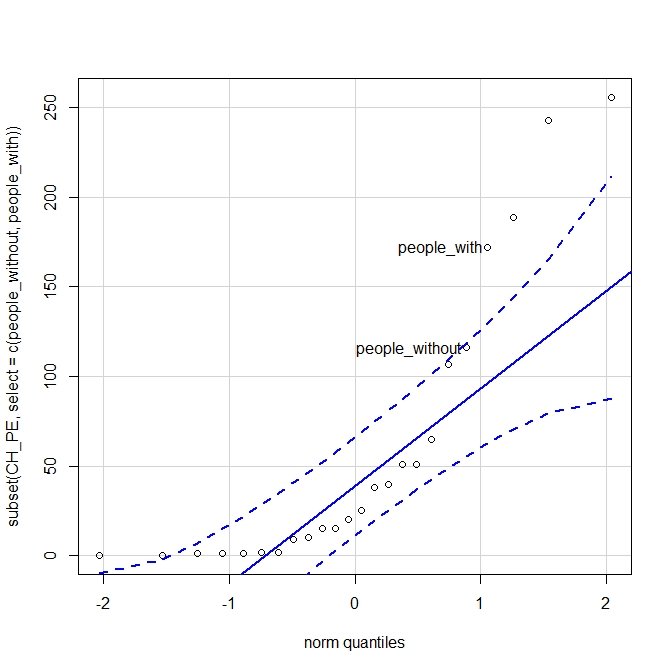 250
200
150
100
50
0
subset(CH_PE, select = c(people_without, people_with))
people_with
people_without
-2
-1
0
1
2
norm quantiles